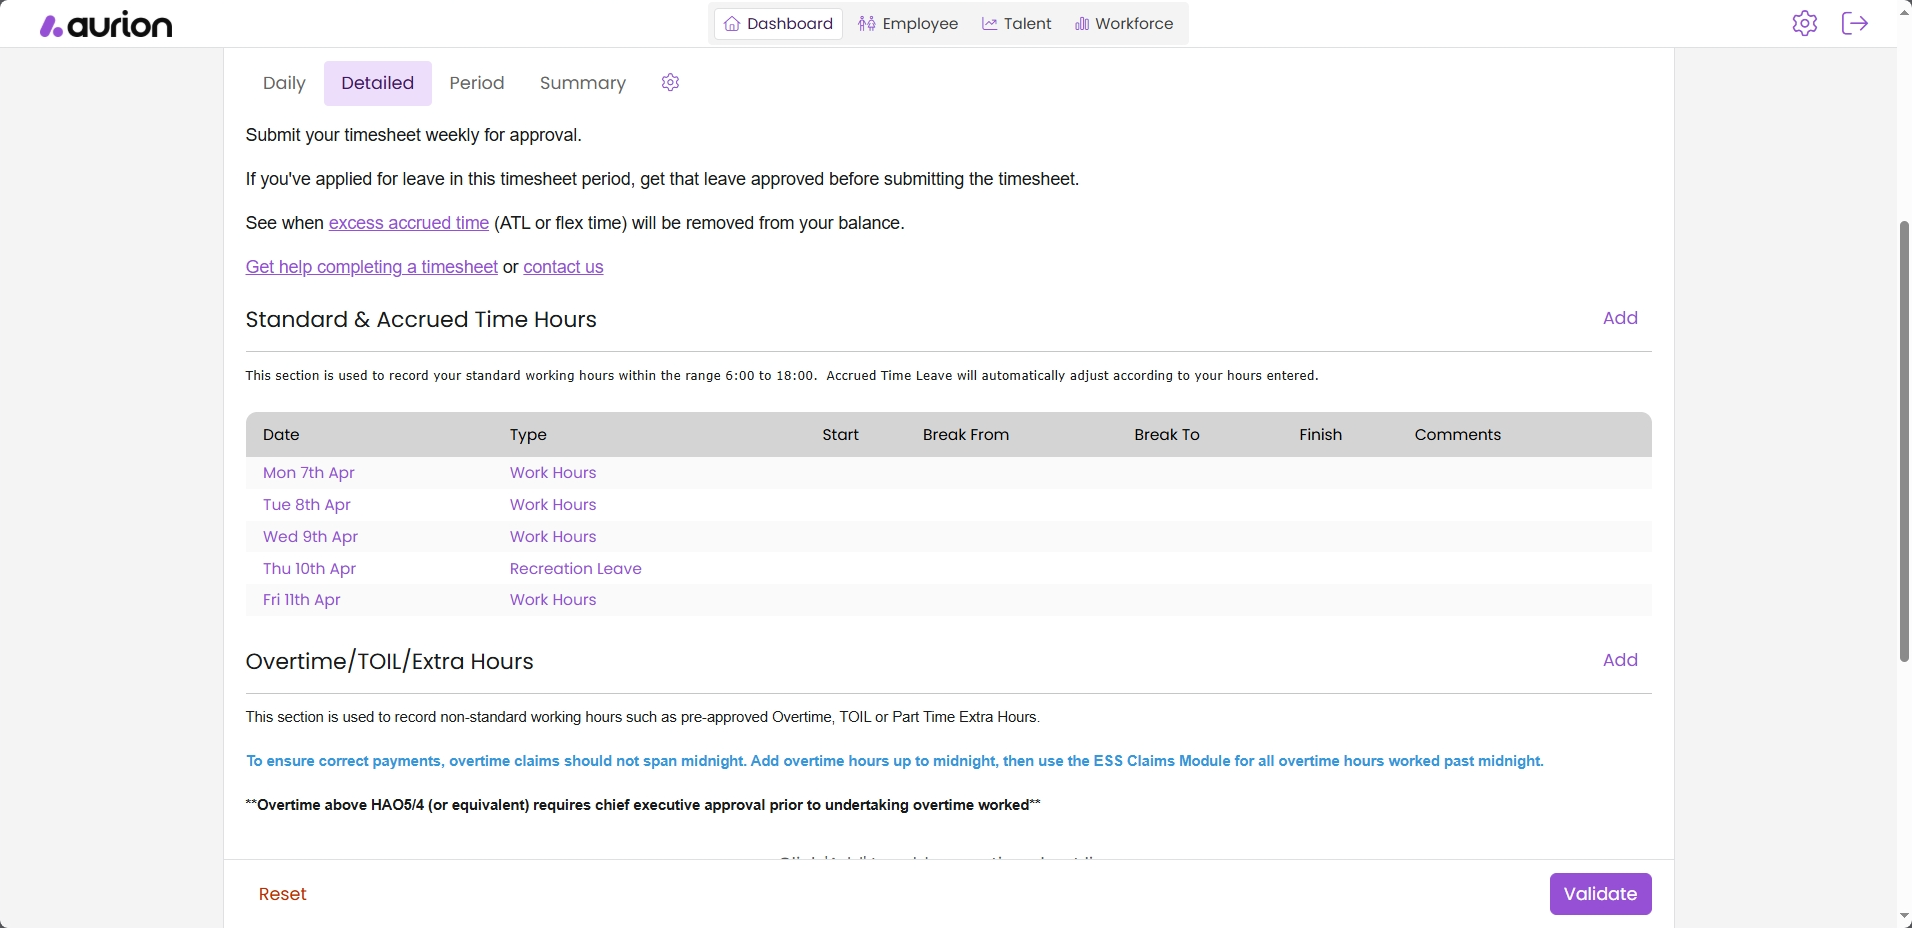 aurion
Dashboard Employee Talent Workforce
Daily Detailed Period Summary
Submit your timesheet weekly for approval.
If you've applied for leave in this timesheet period, get that leave approved before submitting the timesheet.
See when excess accrued time (ATL or flex time) will be removed from your balance.
Get help completing a timesheet or contact us
Standard & Accrued Time Hours Add
This section is used to record your standard working hours within the range 6:00 to 18:00. Accrued Time Leave will automatically adjust according to your hours entered.
Date Type Start Break From Break To Finish Comments
Mon 7th Apr Work Hours
Tue 8th Apr Work Hours
Wed 9th Apr Work Hours
Thu 10th Apr Recreation Leave
Fri 11th Apr Work Hours
Overtime/TOIL/Extra Hours Add
This section is used to record non-standard working hours such as pre-approved Overtime, TOIL or Part Time Extra Hours.
To ensure correct payments, overtime claims should not span midnight. Add overtime hours up to midnight, then use the ESS Claims Module for all overtime hours worked past midnight.
**Overtime above HAO5/4 (or equivalent) requires chief executive approval prior to undertaking overtime worked**
Reset Validate